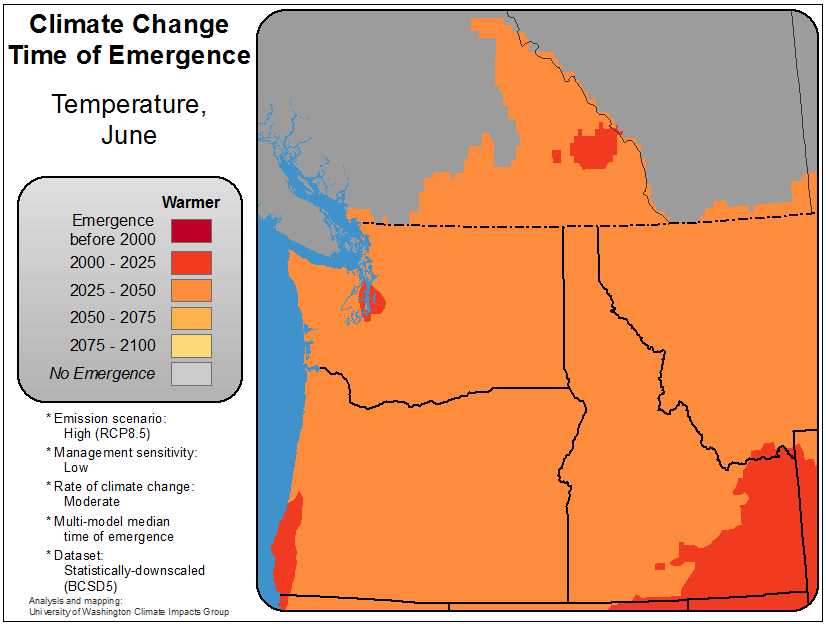 Climate Change
Time of Emergence
Temperature,
June
Warmer
Emergence
before 2000
2000 - 2025
2025 - 2050
2050 - 2075
2075 - 2100
No Emergence
* Emission scenario:
High (RCP8.5)
* Management sensitivity:
Low
* Rate of climate change:
Moderate
* Multi-model median
time of emergence
* Dataset:
Statistically-downscaled
(BCSD5)
Analysis and mapping:
University of Washington Climate Impacts Group